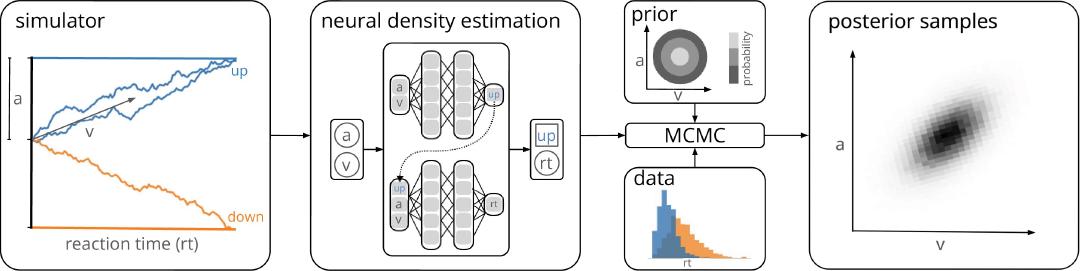 simulator
a
v
up
down
reaction time (rt)
neural density estimation
a
v
a
v
up
up
a
v
rt
up
rt
prior
a
v
probability
MCMC
data
rt
posterior samples
a
v